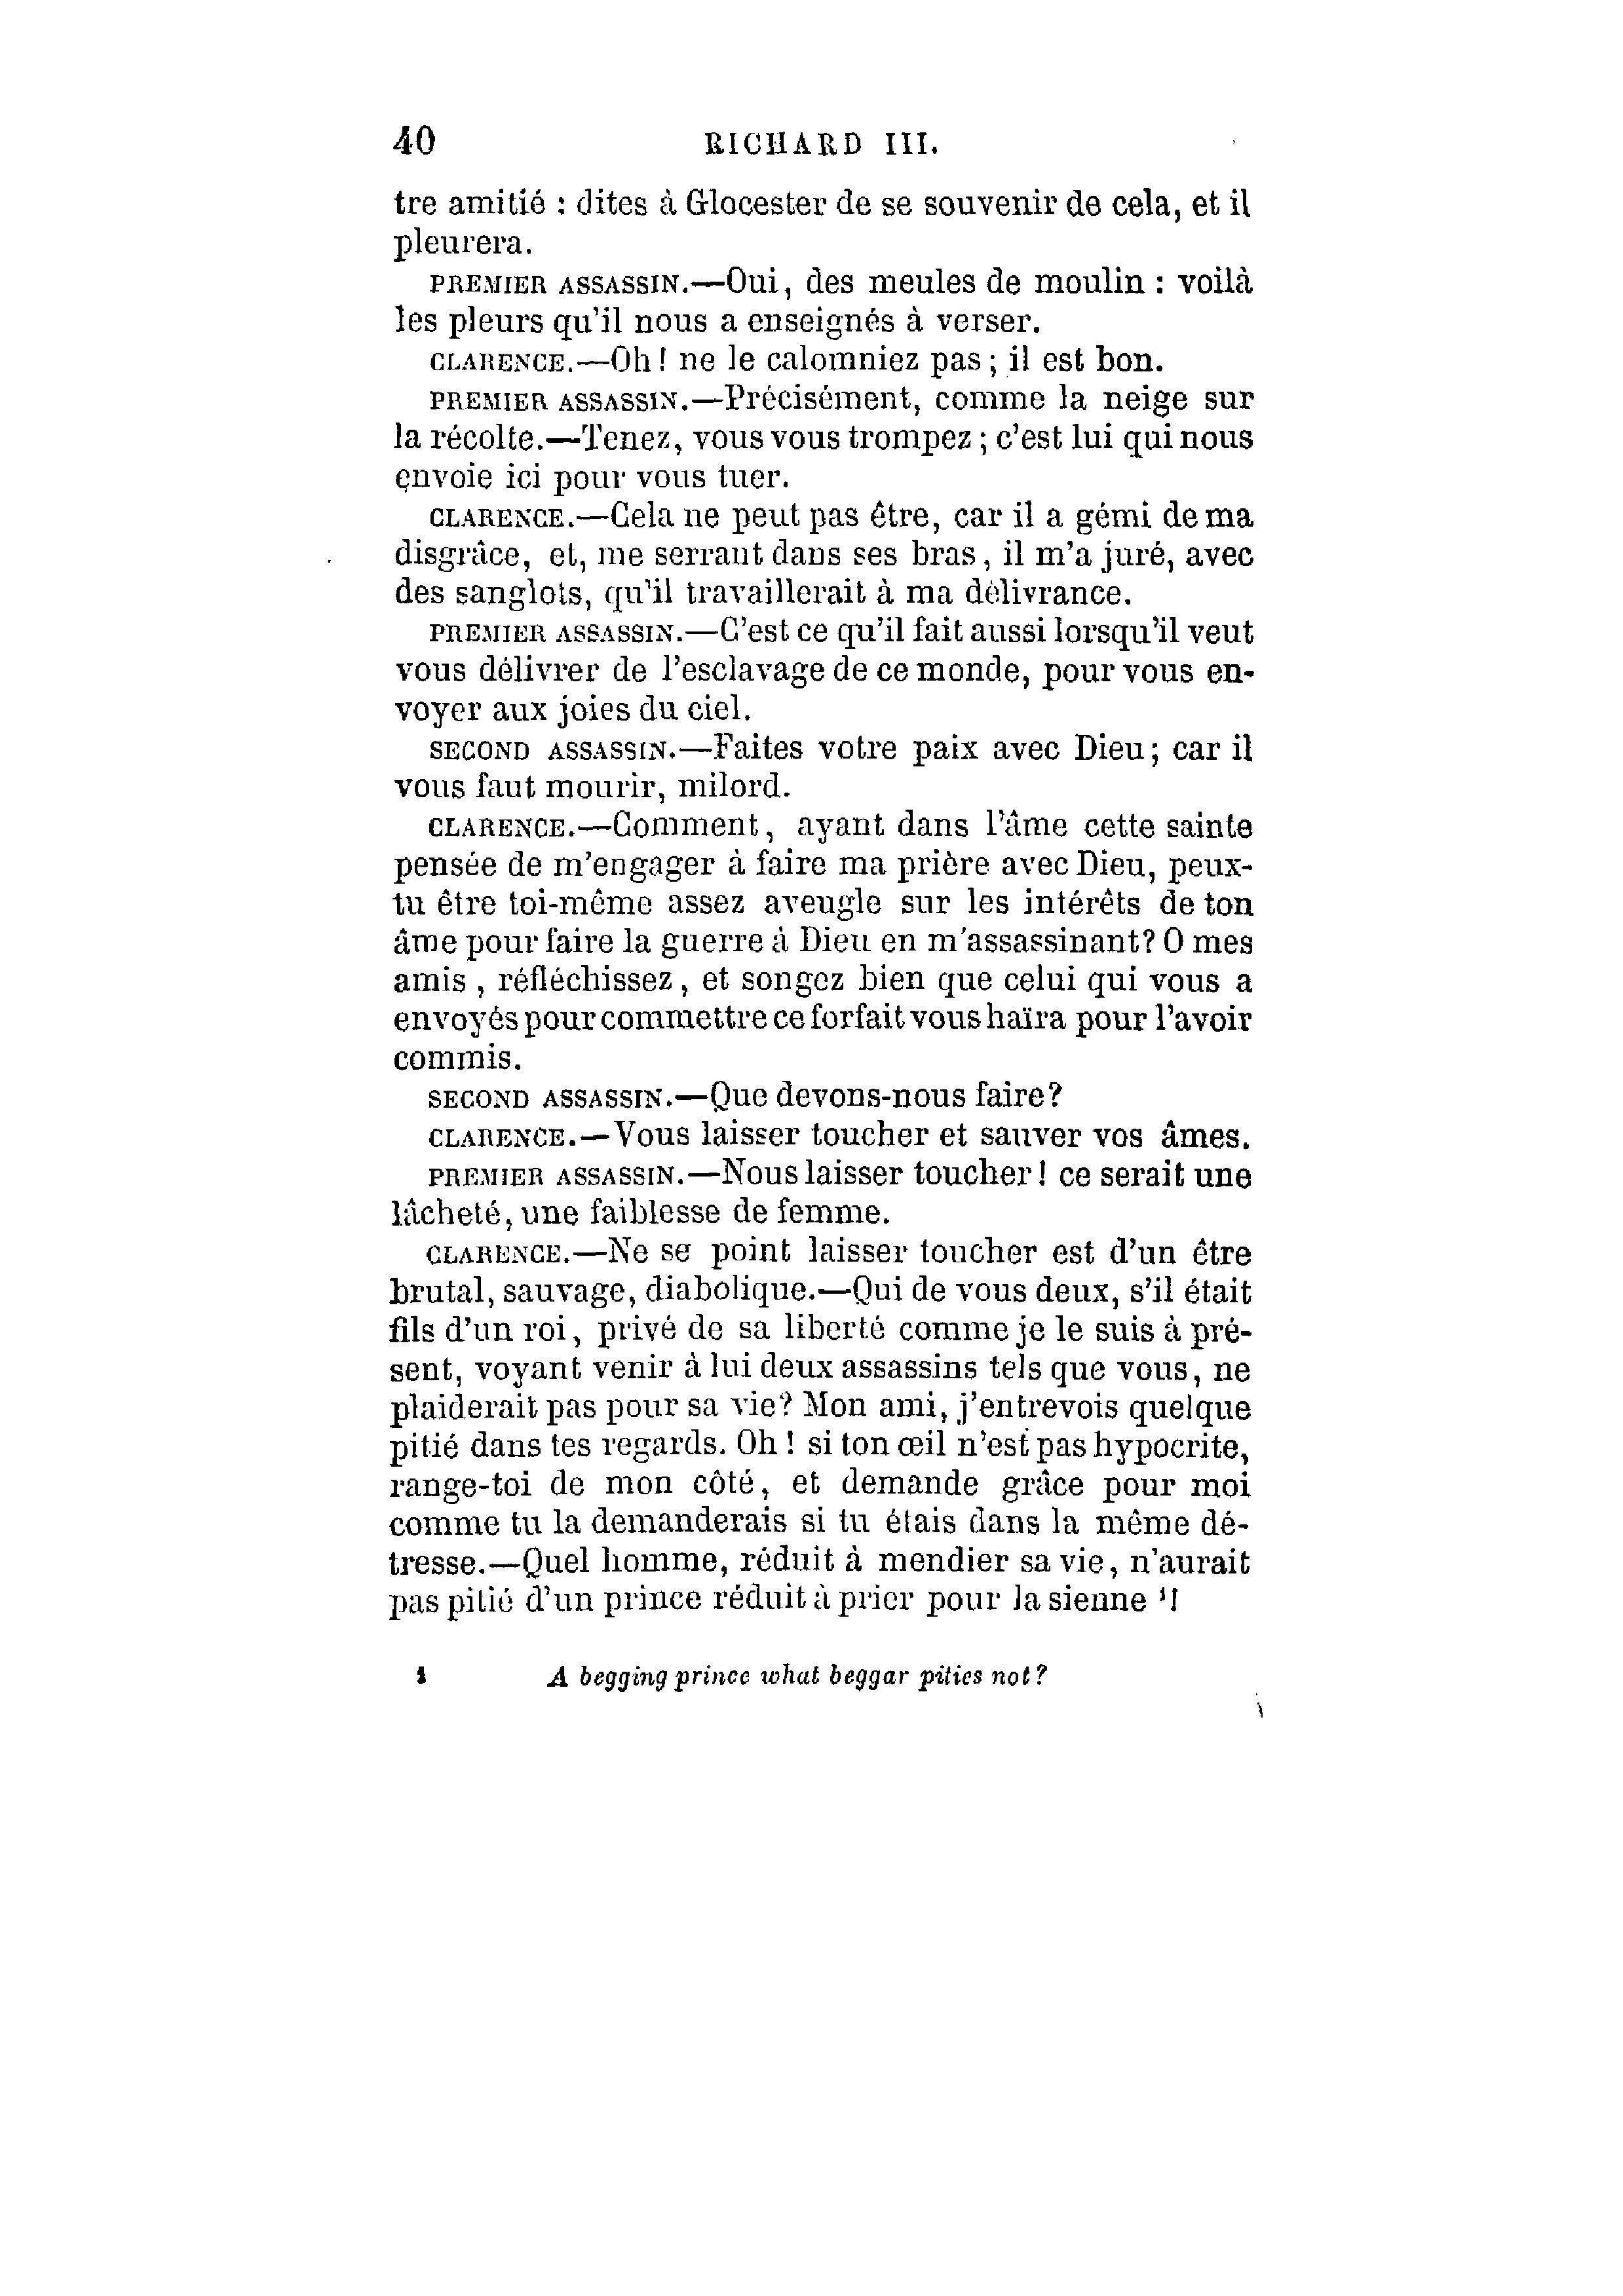 40 RICHARD III.
tre amitié : dites à Glocester de se souvenir de cela, et il
pleurera.
PREMIER ASSASSIN.—Oui, des meules de moulin : voilà
les pleurs qu'il nous a enseignés à verser.
CLARENCE.—Oh ! ne le calomniez pas ; il est bon.
PREMIER ASSASSIN.—Précisément, comme la neige sur
la récolte.—Tenez, vous vous trompez ; c'est lui qui nous
envoie ici pour vous tuer.
CLARENCE.—Cela ne peut pas être, car il a gémi de ma
disgrâce, et, me serrant dans ses bras, il m'a juré, avec
des sanglots, qu'il travaillerait à ma délivrance.
PREMIER ASSASSIN.—C'est ce qu'il fait aussi lorsqu'il veut
vous délivrer de l'esclavage de ce monde, pour vous en-
voyer aux joies du ciel.
SECOND ASSASSIN.—Faites votre paix avec Dieu ; car il
vous faut mourir, milord.
CLARENCE.—Comment, ayant dans l'âme cette sainte
pensée de m'engager à faire ma prière avec Dieu, peux-
tu être toi-même assez aveugle sur les intérêts de ton
âme pour faire la guerre à Dieu en m'assassinant? O mes
amis, réfléchissez, et songez bien que celui qui vous a
envoyés pour commettre ce forfait vous haïra pour l'avoir
commis.
SECOND ASSASSIN.—Que devons-nous faire?
CLARENCE.—Vous laisser toucher et sauver vos âmes.
PREMIER ASSASSIN.—Nous laisser toucher ! ce serait une
lâcheté, une faiblesse de femme.
CLARENCE.—Ne se point laisser toucher est d'un être
brutal, sauvage, diabolique.—Qui de vous deux, s'il était
fils d'un roi, privé de sa liberté comme je le suis à pré-
sent, voyant venir à lui deux assassins tels que vous, ne
plaiderait pas pour sa vie? Mon ami, j'entrevois quelque
pitié dans tes regards. Oh ! si ton œil n'est pas hypocrite,
range-toi de mon côté, et demande grâce pour moi
comme tu la demanderais si tu étais dans la même dé-
tresse.—Quel homme, réduit à mendier sa vie, n'aurait
pas pitié d'un prince réduit à prier pour la sienne ¹!
1 A begging prince what beggar pities not?